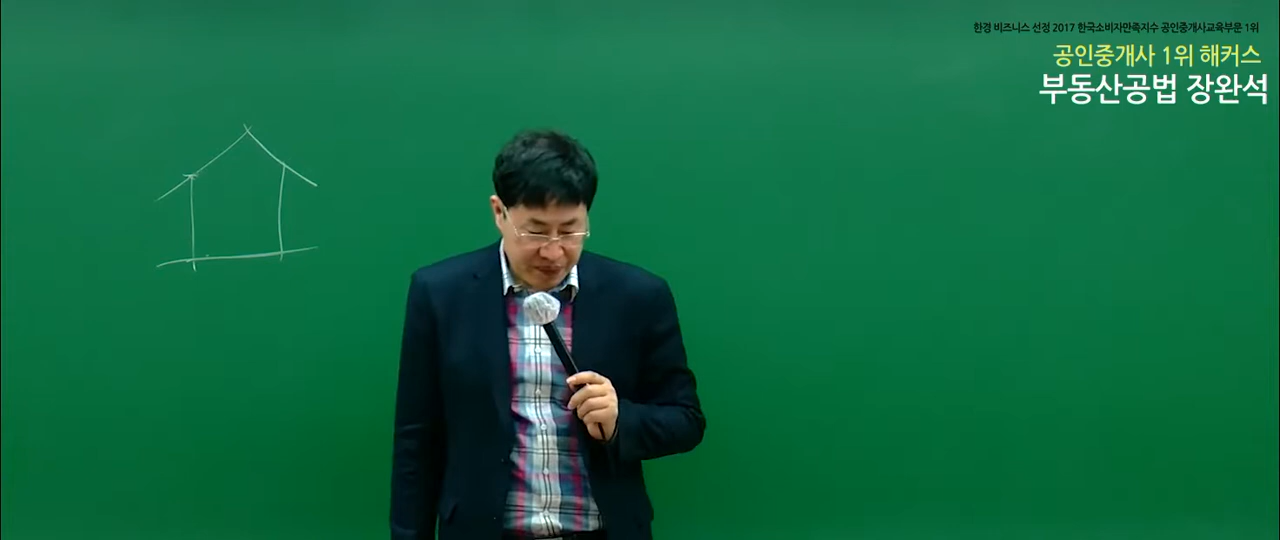 한경 비즈니스 선정 2017 한국소비자만족지수 공인중개사교육부문 1위
공인중개사 1위 해커스
부동산공법 장완석